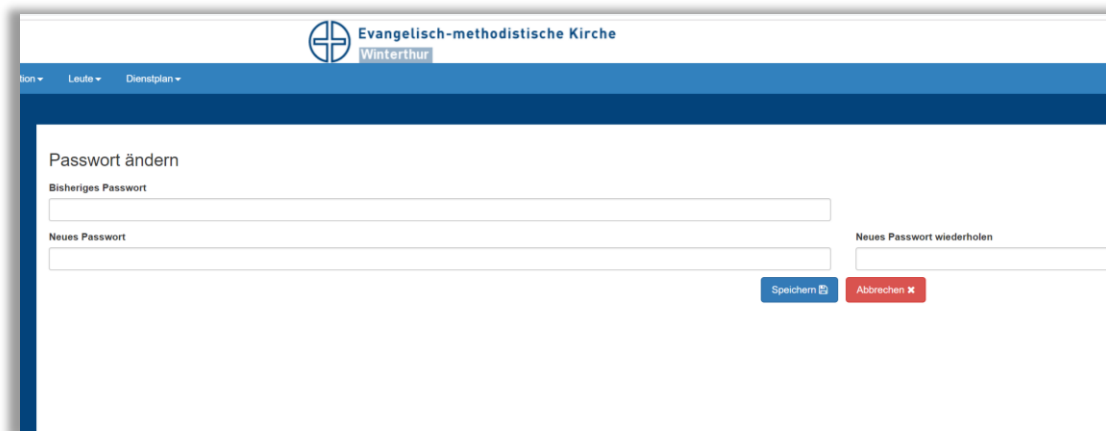 Evangelisch-methodistische Kirche
Winterthur
Leute Dienstplan
Passwort ändern
Bisheriges Passwort
Neues Passwort Neues Passwort wiederholen
Speichern Abbrechen